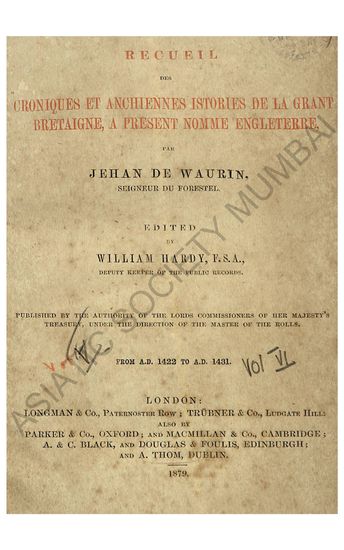 RECUEIL
DES
CRONIQUES ET ANCHIENNES ISTORIES DE LA GRANT
BRETAIGNE, A PRESENT NOMME ENGLETERRE,
PAR
JEHAN DE WAURIN,
SEIGNEUR DU FORESTEL.
EDITED
BY
WILLIAM HARDY, F.S.A.,
DEPUTY KEEPER OF THE PUBLIC RECORDS.
PUBLISHED BY THE AUTHORITY OF THE LORDS COMMISSIONERS OF HER MAJESTY'S
TREASURY, UNDER THE DIRECTION OF THE MASTER OF THE ROLLS.
FROM A.D. 1422 TO A.D. 1431.
Vol VI
LONDON:
LONGMAN & Co., PATERNOSTER ROW; TRÜBNER & Co., LUDGATE HILL;
ALSO BY
PARKER & Co., OXFORD; AND MACMILLAN & Co., CAMBRIDGE;
A. & C. BLACK, AND DOUGLAS & FOULIS, EDINBURGH;
AND A. THOM, DUBLIN.
1879.
ASIATIC SOCIETY MUMBAI